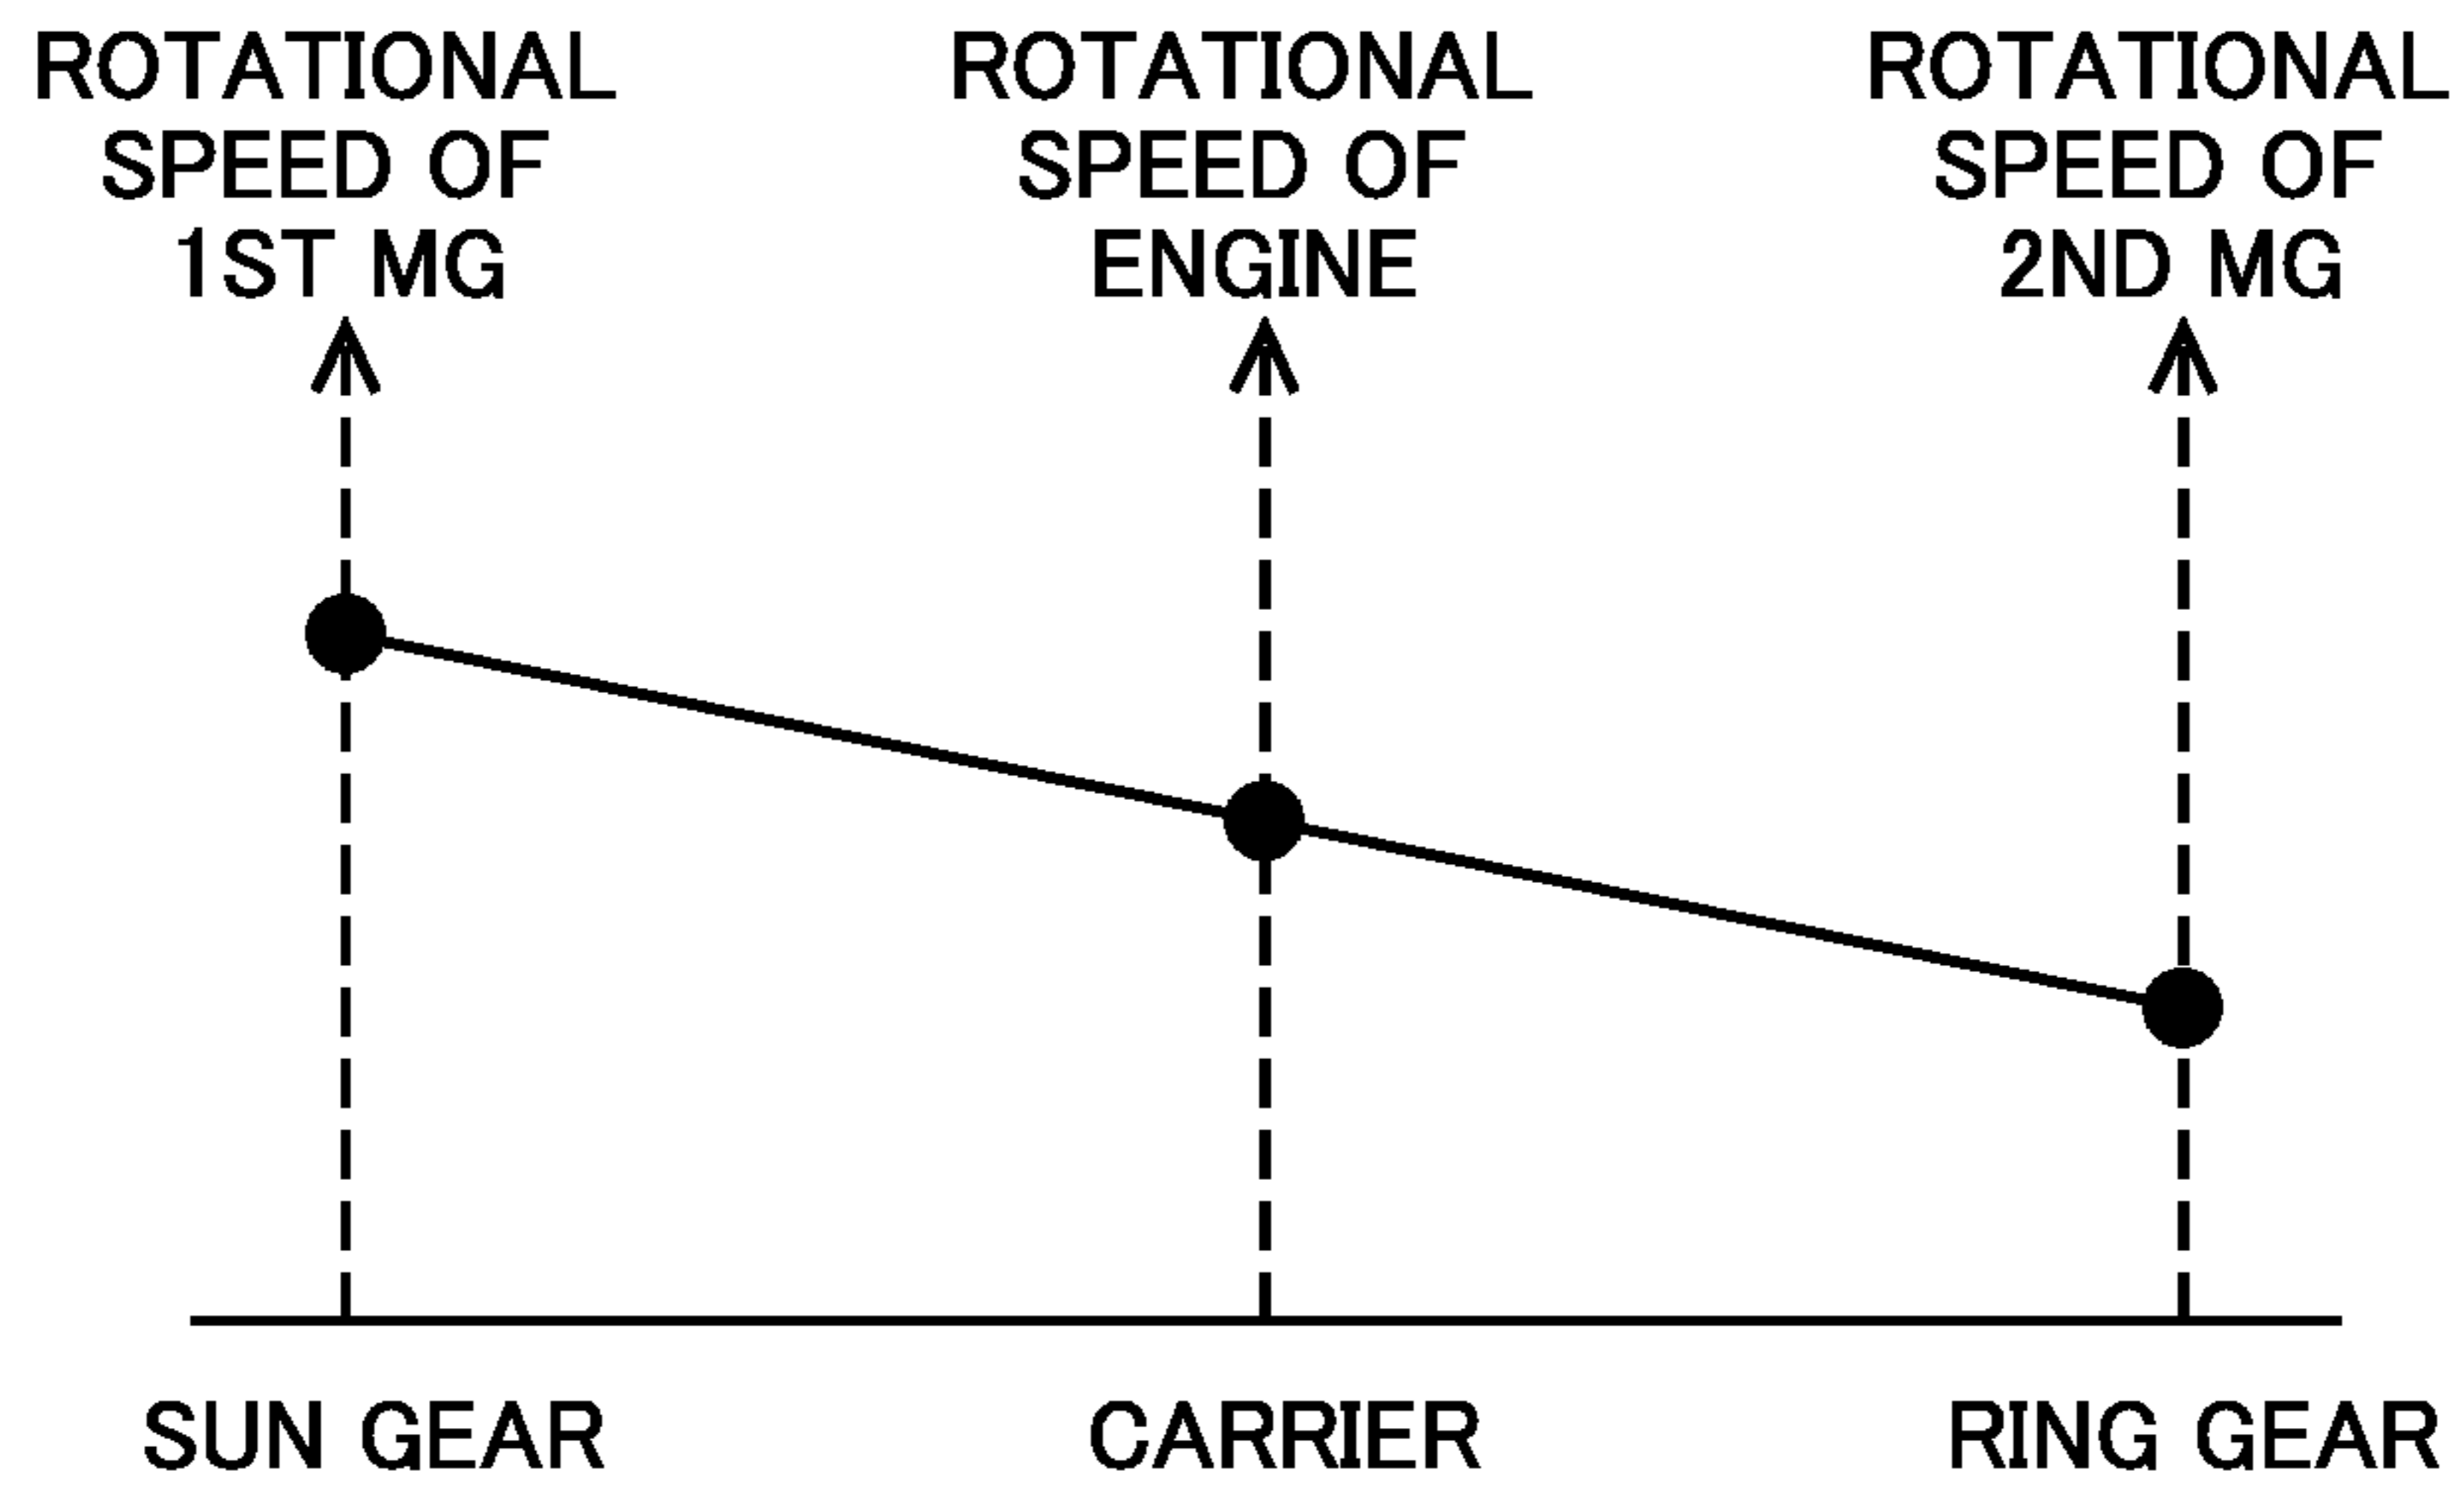 ROTATIONAL
SPEED OF
1ST MG
ROTATIONAL
SPEED OF
ENGINE
ROTATIONAL
SPEED OF
2ND MG
SUN GEAR
CARRIER
RING GEAR